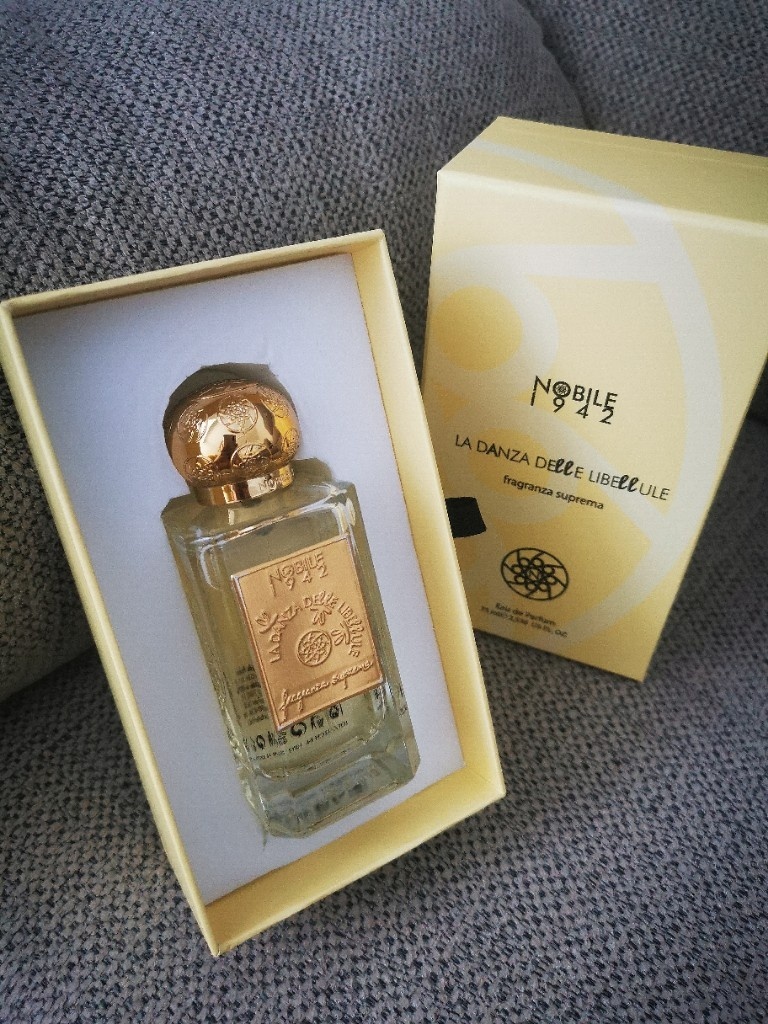 NOBILE
1942
LA DANZA DELLE LIBELLULE
fragranza suprema
Eau de Parfum
NOBILE
1942
LA DANZA DELLE LIBELLULE
fragranza suprema